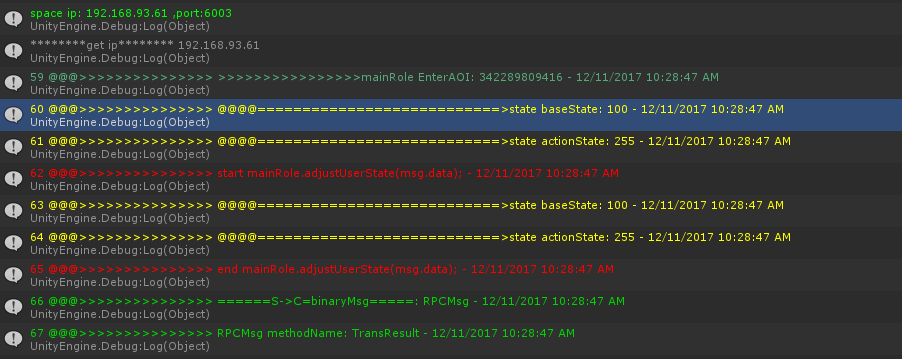 space ip: 192.168.93.61 ,port:6003
UnityEngine.Debug:Log(Object)
********get ip******** 192.168.93.61
UnityEngine.Debug:Log(Object)
59 @@@>>>>>>>>>>>>>>>> >>>>>>>>>>>>>>>>>mainRole EnterAOI: 342289809416 - 12/11/2017 10:28:47 AM
UnityEngine.Debug:Log(Object)
60 @@@>>>>>>>>>>>>>>>> @@@@===========================>state baseState: 100 - 12/11/2017 10:28:47 AM
UnityEngine.Debug:Log(Object)
61 @@@>>>>>>>>>>>>>>>> @@@@===========================>state actionState: 255 - 12/11/2017 10:28:47 AM
UnityEngine.Debug:Log(Object)
62 @@@>>>>>>>>>>>>>>>> start mainRole.adjustUserState(msg.data); - 12/11/2017 10:28:47 AM
UnityEngine.Debug:Log(Object)
63 @@@>>>>>>>>>>>>>>>> @@@@===========================>state baseState: 100 - 12/11/2017 10:28:47 AM
UnityEngine.Debug:Log(Object)
64 @@@>>>>>>>>>>>>>>>> @@@@===========================>state actionState: 255 - 12/11/2017 10:28:47 AM
UnityEngine.Debug:Log(Object)
65 @@@>>>>>>>>>>>>>>>> end mainRole.adjustUserState(msg.data); - 12/11/2017 10:28:47 AM
UnityEngine.Debug:Log(Object)
66 @@@>>>>>>>>>>>>>>>> ======S->C=binaryMsg=====: RPCMsg - 12/11/2017 10:28:47 AM
UnityEngine.Debug:Log(Object)
67 @@@>>>>>>>>>>>>>>>> RPCMsg methodName: TransResult - 12/11/2017 10:28:47 AM
UnityEngine.Debug:Log(Object)